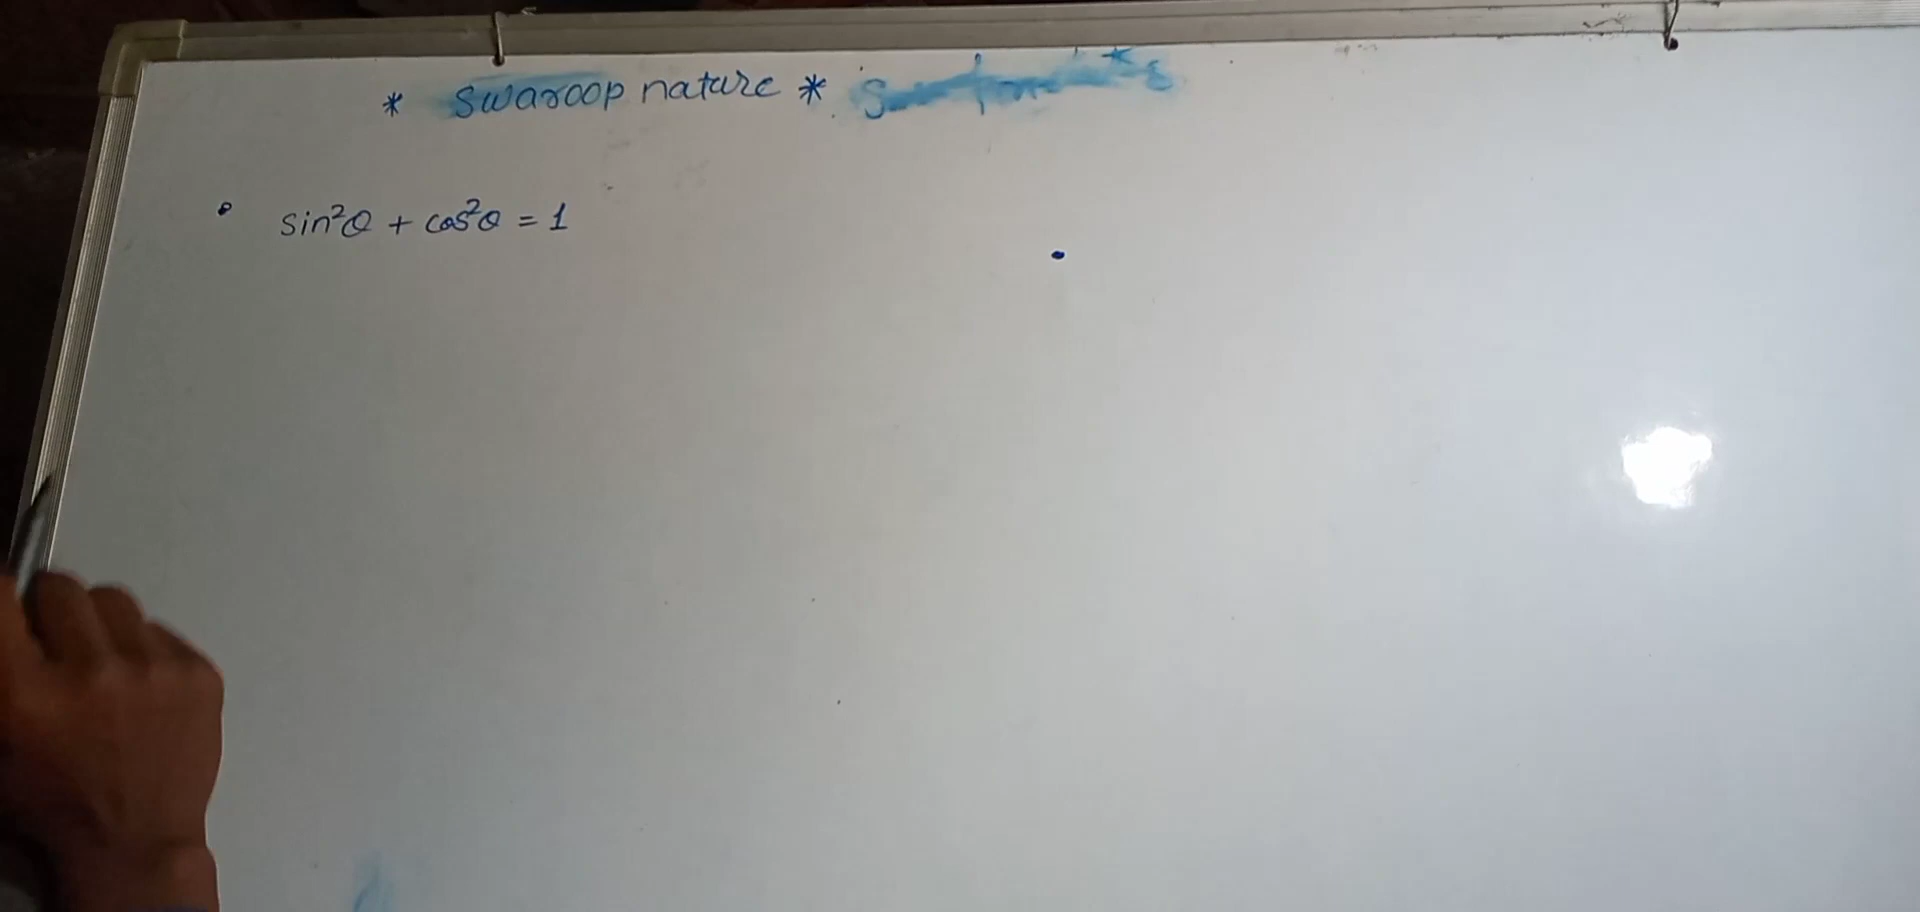 * Swaroop nature *
• sin²θ + cos²θ = 1